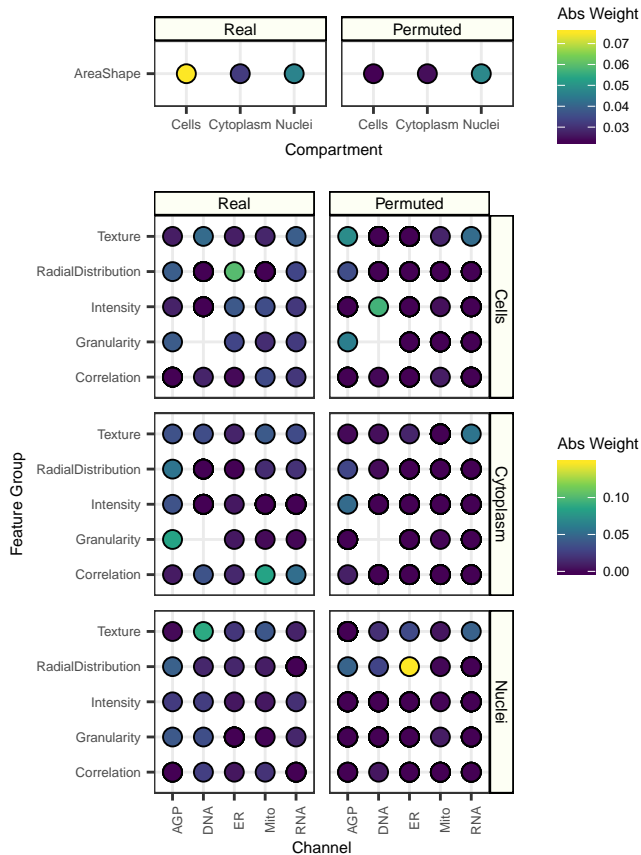 Real
Permuted
AreaShape
Cells Cytoplasm Nuclei
Cells Cytoplasm Nuclei
Compartment
Abs Weight
0.07
0.06
0.05
0.04
0.03
Real
Permuted
Texture
RadialDistribution
Intensity
Granularity
Correlation
Cells
Texture
RadialDistribution
Intensity
Granularity
Correlation
Cytoplasm
Texture
RadialDistribution
Intensity
Granularity
Correlation
Nuclei
Feature Group
AGP DNA ER Mito RNA
AGP DNA ER Mito RNA
Channel
Abs Weight
0.10
0.05
0.00